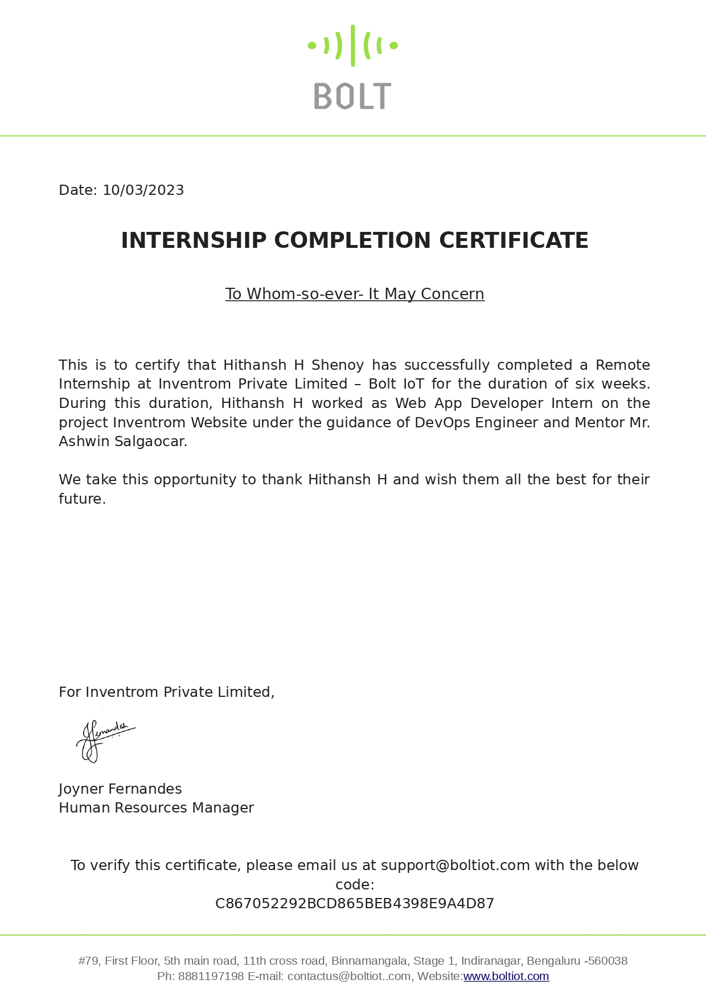 BOLT
Date: 10/03/2023
INTERNSHIP COMPLETION CERTIFICATE
To Whom-so-ever- It May Concern
This is to certify that Hithansh H Shenoy has successfully completed a Remote
Internship at Inventrom Private Limited – Bolt IoT for the duration of six weeks.
During this duration, Hithansh H worked as Web App Developer Intern on the
project Inventrom Website under the guidance of DevOps Engineer and Mentor Mr.
Ashwin Salgaocar.
We take this opportunity to thank Hithansh H and wish them all the best for their
future.
For Inventrom Private Limited,
JFernandes
Joyner Fernandes
Human Resources Manager
To verify this certificate, please email us at support@boltiot.com with the below
code:
C867052292BCD865BEB4398E9A4D87
#79, First Floor, 5th main road, 11th cross road, Binnamangala, Stage 1, Indiranagar, Bengaluru -560038
Ph: 8881197198 E-mail: contactus@boltiot..com, Website:www.boltiot.com